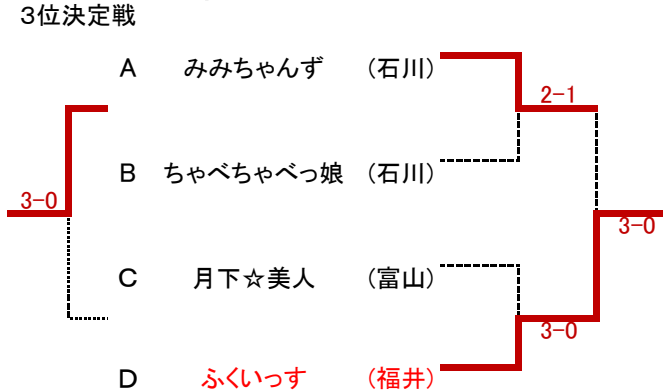 3位決定戦
A みみちゃんず (石川)
2-1
B ちゃべちゃべっ娘 (石川)
3-0
3-0
C 月下☆美人 (富山)
3-0
D ふくいっす (福井)